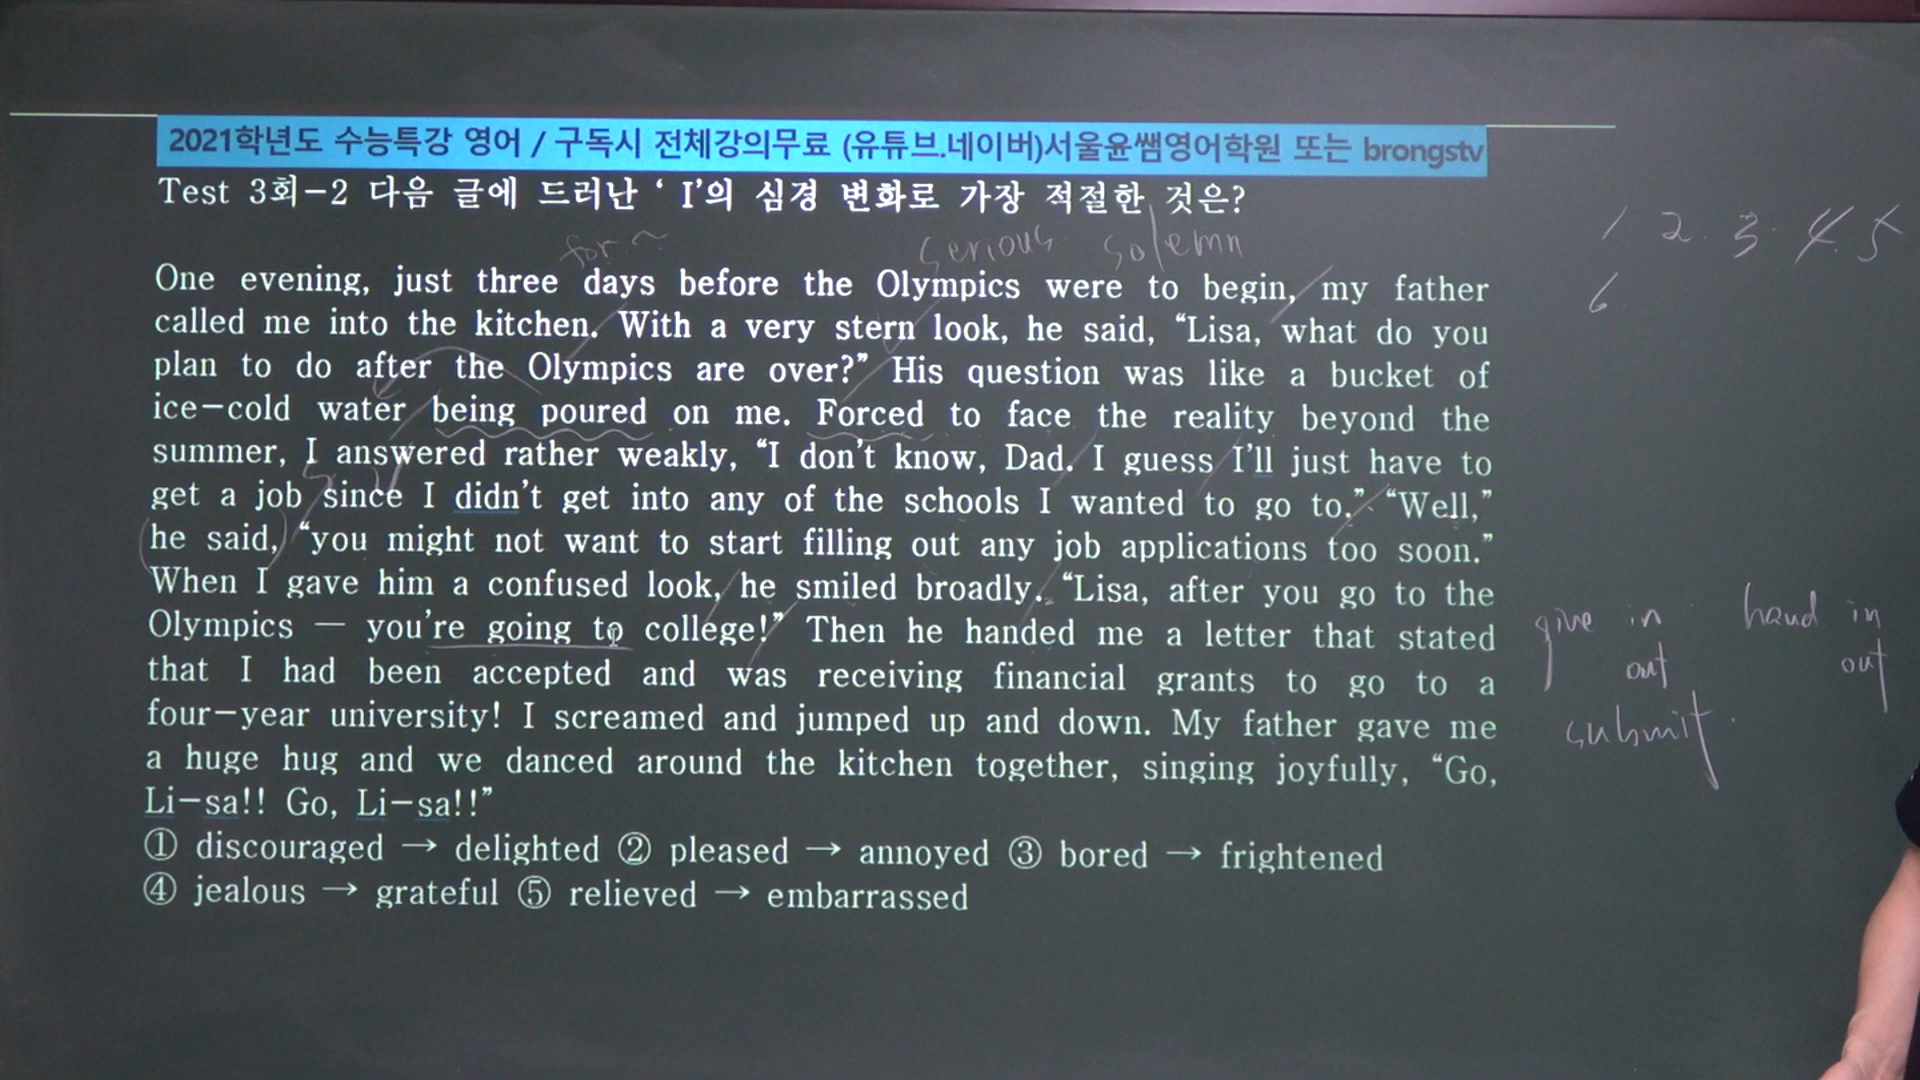 2021학년도 수능특강 영어 / 구독시 전체강의무료 (유튜브.네이버)서울윤쌤영어학원 또는 brongstv
Test 3회-2 다음 글에 드러난 ‘ I’의 심경 변화로 가장 적절한 것은?
for ~ serious solemn
1 2. 3. 4. 5
6
One evening, just three days before the Olympics were to begin, my father
called me into the kitchen. With a very stern look, he said, “Lisa, what do you
plan to do after the Olympics are over?” His question was like a bucket of
ice-cold water being poured on me. Forced to face the reality beyond the
summer, I answered rather weakly, “I don’t know, Dad. I guess I’ll just have to
get a job since I didn’t get into any of the schools I wanted to go to.” “Well,”
he said, “you might not want to start filling out any job applications too soon.”
When I gave him a confused look, he smiled broadly. “Lisa, after you go to the
Olympics — you’re going to college!” Then he handed me a letter that stated
that I had been accepted and was receiving financial grants to go to a
four-year university! I screamed and jumped up and down. My father gave me
a huge hug and we danced around the kitchen together, singing joyfully, “Go,
Li-sa!! Go, Li-sa!!”
① discouraged → delighted ② pleased → annoyed ③ bored → frightened
④ jealous → grateful ⑤ relieved → embarrassed
give in hand in
out out
submit